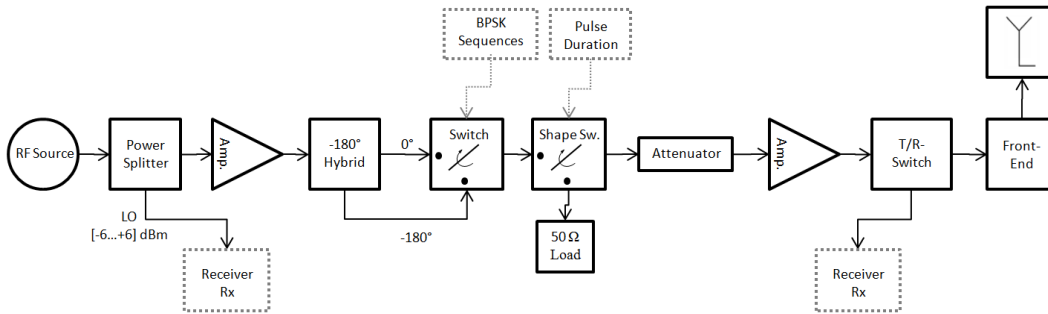 BPSK
Sequences
Pulse
Duration
RF Source
Power
Splitter
Amp.
-180°
Hybrid
0°
Switch
Shape Sw.
Attenuator
Amp.
T/R-
Switch
Front-
End
LO
[-6...+6] dBm
-180°
50 Ω
Load
Receiver
Rx
Receiver
Rx